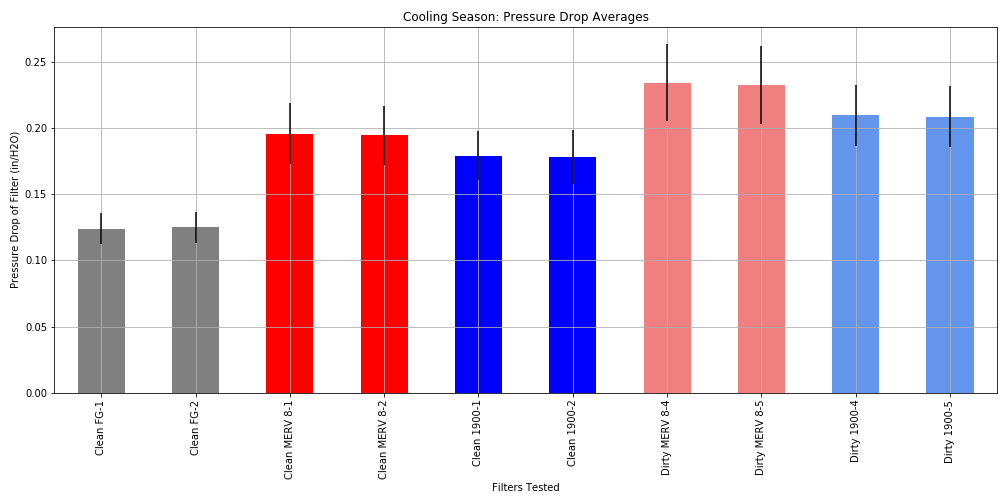 Cooling Season: Pressure Drop Averages
Pressure Drop of Filter (in/H2O)
0.25
0.20
0.15
0.10
0.05
0.00
Clean FG-1
Clean FG-2
Clean MERV 8-1
Clean MERV 8-2
Clean 1900-1
Clean 1900-2
Dirty MERV 8-4
Dirty MERV 8-5
Dirty 1900-4
Dirty 1900-5
Filters Tested